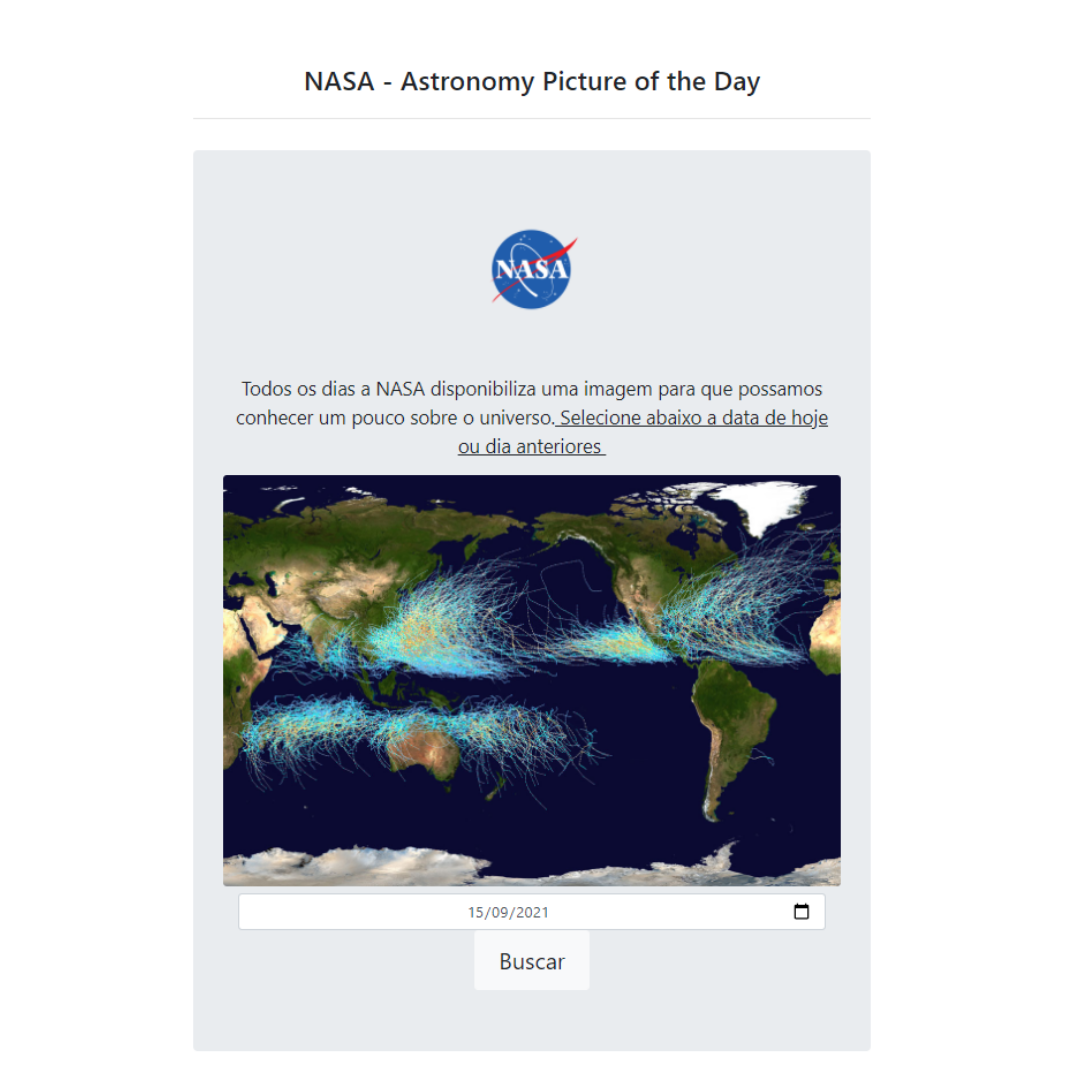 NASA - Astronomy Picture of the Day
NASA
Todos os dias a NASA disponibiliza uma imagem para que possamos
conhecer um pouco sobre o universo. Selecione abaixo a data de hoje
ou dia anteriores
15/09/2021
Buscar